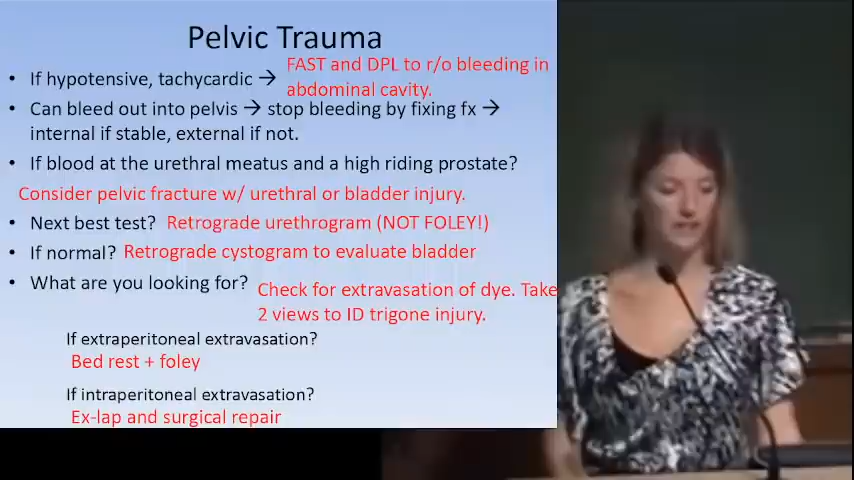 Pelvic Trauma
• If hypotensive, tachycardic → FAST and DPL to r/o bleeding in
abdominal cavity.
• Can bleed out into pelvis → stop bleeding by fixing fx →
internal if stable, external if not.
• If blood at the urethral meatus and a high riding prostate?
Consider pelvic fracture w/ urethral or bladder injury.
• Next best test? Retrograde urethrogram (NOT FOLEY!)
• If normal? Retrograde cystogram to evaluate bladder
• What are you looking for? Check for extravasation of dye. Take
2 views to ID trigone injury.
If extraperitoneal extravasation?
Bed rest + foley
If intraperitoneal extravasation?
Ex-lap and surgical repair